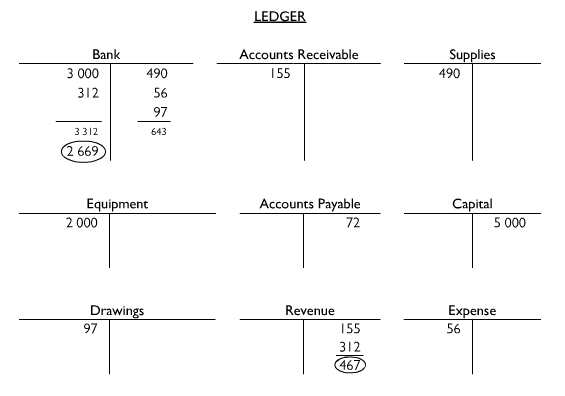 LEDGER
Bank Accounts Receivable Supplies
3 000 490 155 490
312 56
97
3 312 643
2 669
Equipment Accounts Payable Capital
2 000 72 5 000
Drawings Revenue Expense
97 155 56
312
467